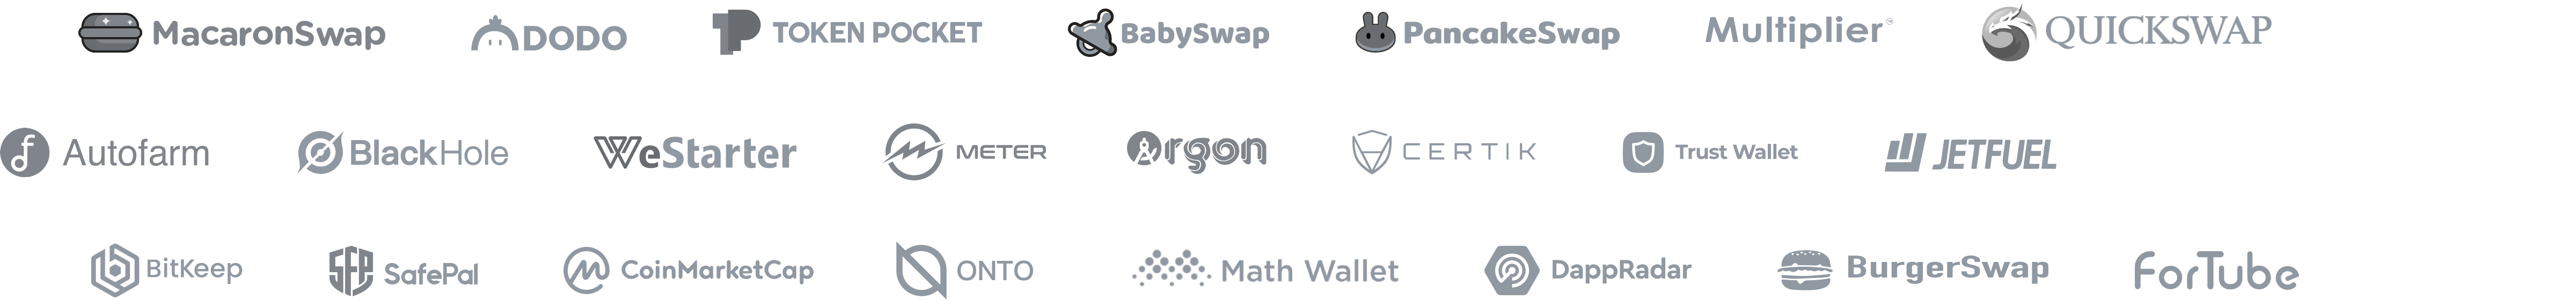 MacaronSwap DODO TOKEN POCKET BabySwap PancakeSwap Multiplier QUICKSWAP
Autofarm BlackHole WeStarter METER Argon CERTIK Trust Wallet JETFUEL
BitKeep SFP SafePal CoinMarketCap ONTO Math Wallet DappRadar BurgerSwap ForTube